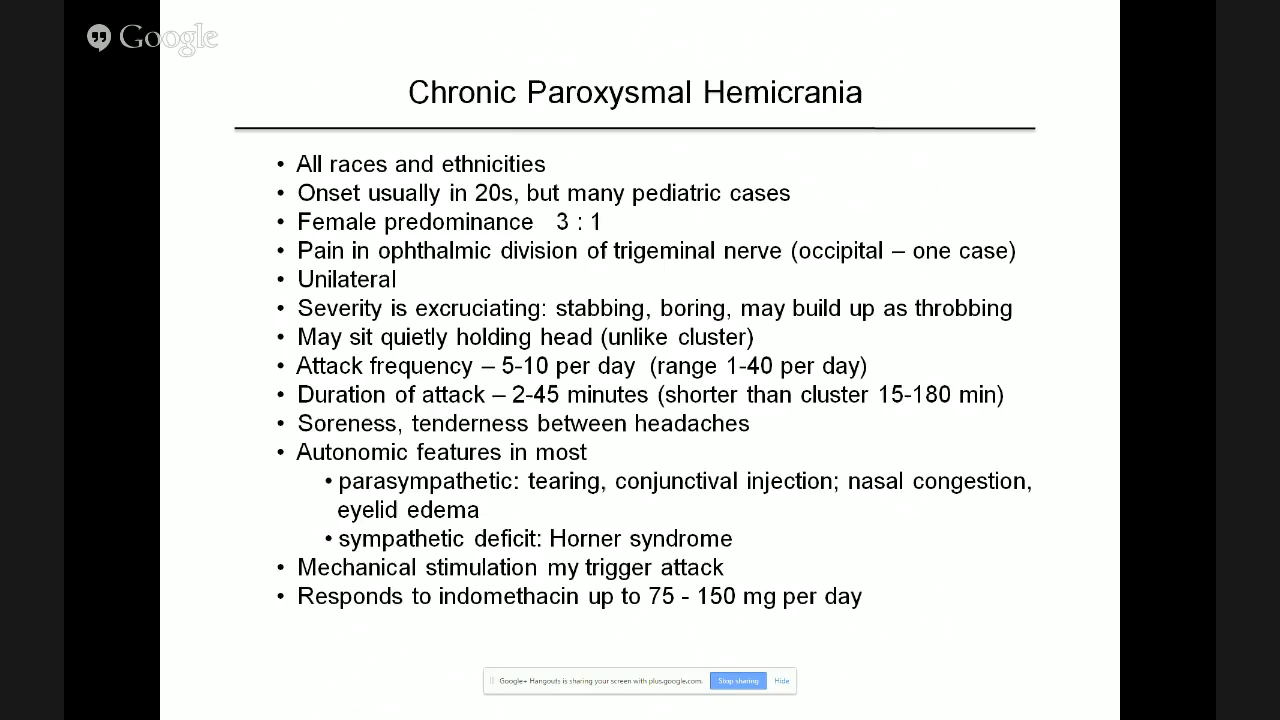 Google
Chronic Paroxysmal Hemicrania
• All races and ethnicities
• Onset usually in 20s, but many pediatric cases
• Female predominance 3 : 1
• Pain in ophthalmic division of trigeminal nerve (occipital – one case)
• Unilateral
• Severity is excruciating: stabbing, boring, may build up as throbbing
• May sit quietly holding head (unlike cluster)
• Attack frequency – 5-10 per day (range 1-40 per day)
• Duration of attack – 2-45 minutes (shorter than cluster 15-180 min)
• Soreness, tenderness between headaches
• Autonomic features in most
• parasympathetic: tearing, conjunctival injection; nasal congestion,
eyelid edema
• sympathetic deficit: Horner syndrome
• Mechanical stimulation my trigger attack
• Responds to indomethacin up to 75 - 150 mg per day
Google+ Hangouts is sharing your screen with plus.google.com. Stop sharing Hide